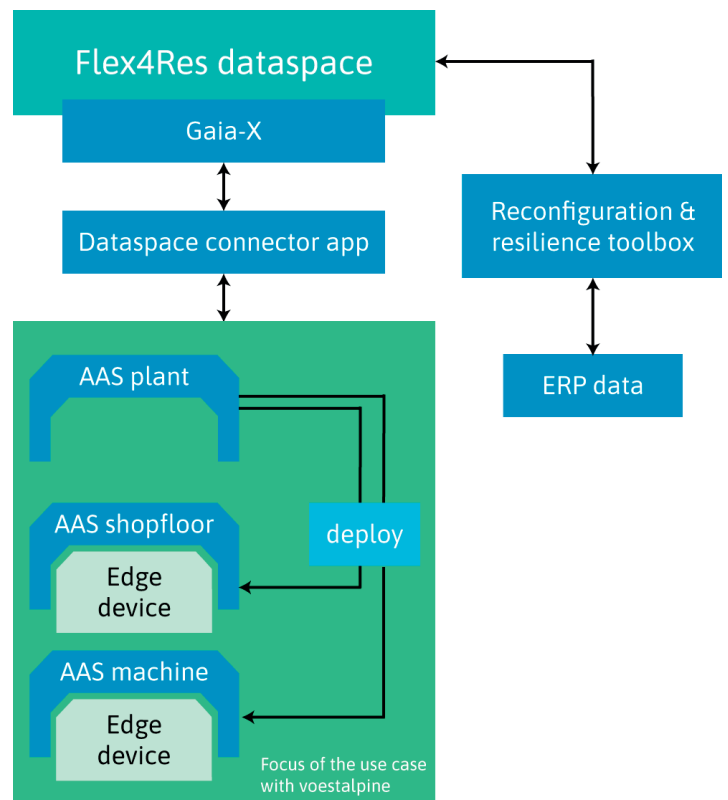 Flex4Res dataspace
Gaia-X
Dataspace connector app
Reconfiguration &
resilience toolbox
ERP data
AAS plant
deploy
AAS shopfloor
Edge
device
AAS machine
Edge
device
Focus of the use case
with voestalpine